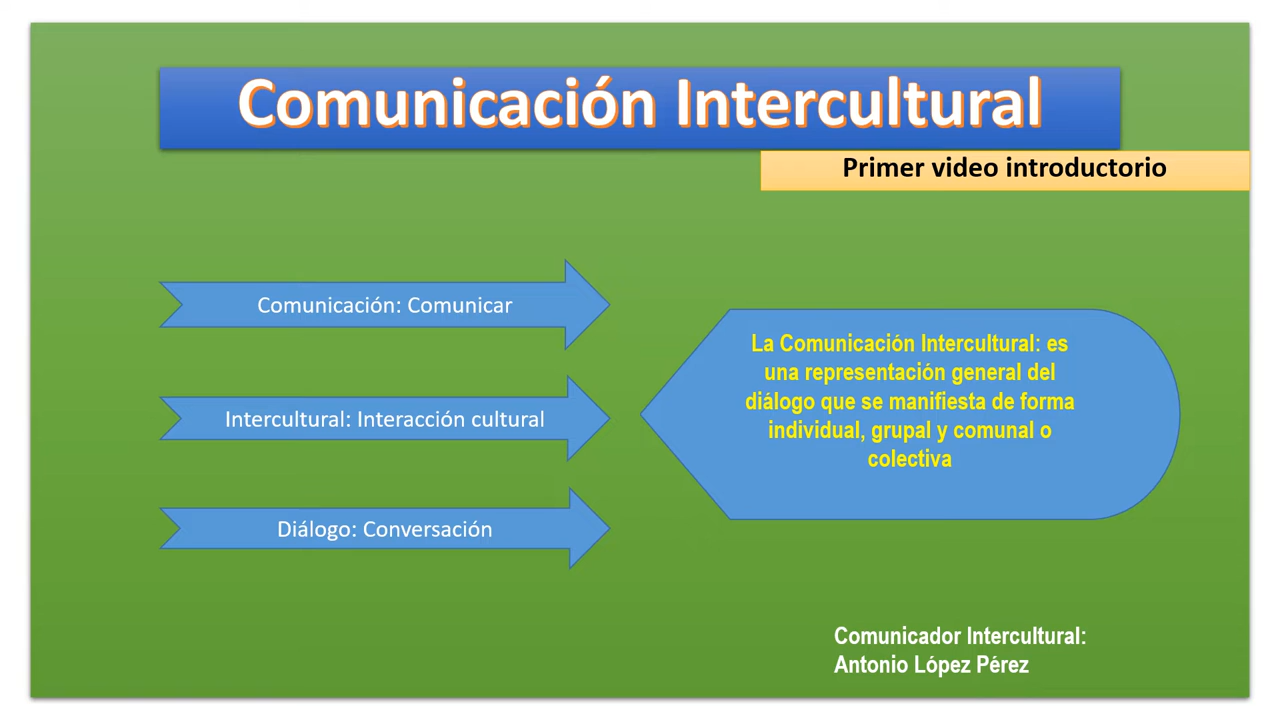 Comunicación Intercultural
Primer video introductorio
Comunicación: Comunicar
Intercultural: Interacción cultural
Diálogo: Conversación
La Comunicación Intercultural: es
una representación general del
diálogo que se manifiesta de forma
individual, grupal y comunal o
colectiva
Comunicador Intercultural:
Antonio López Pérez